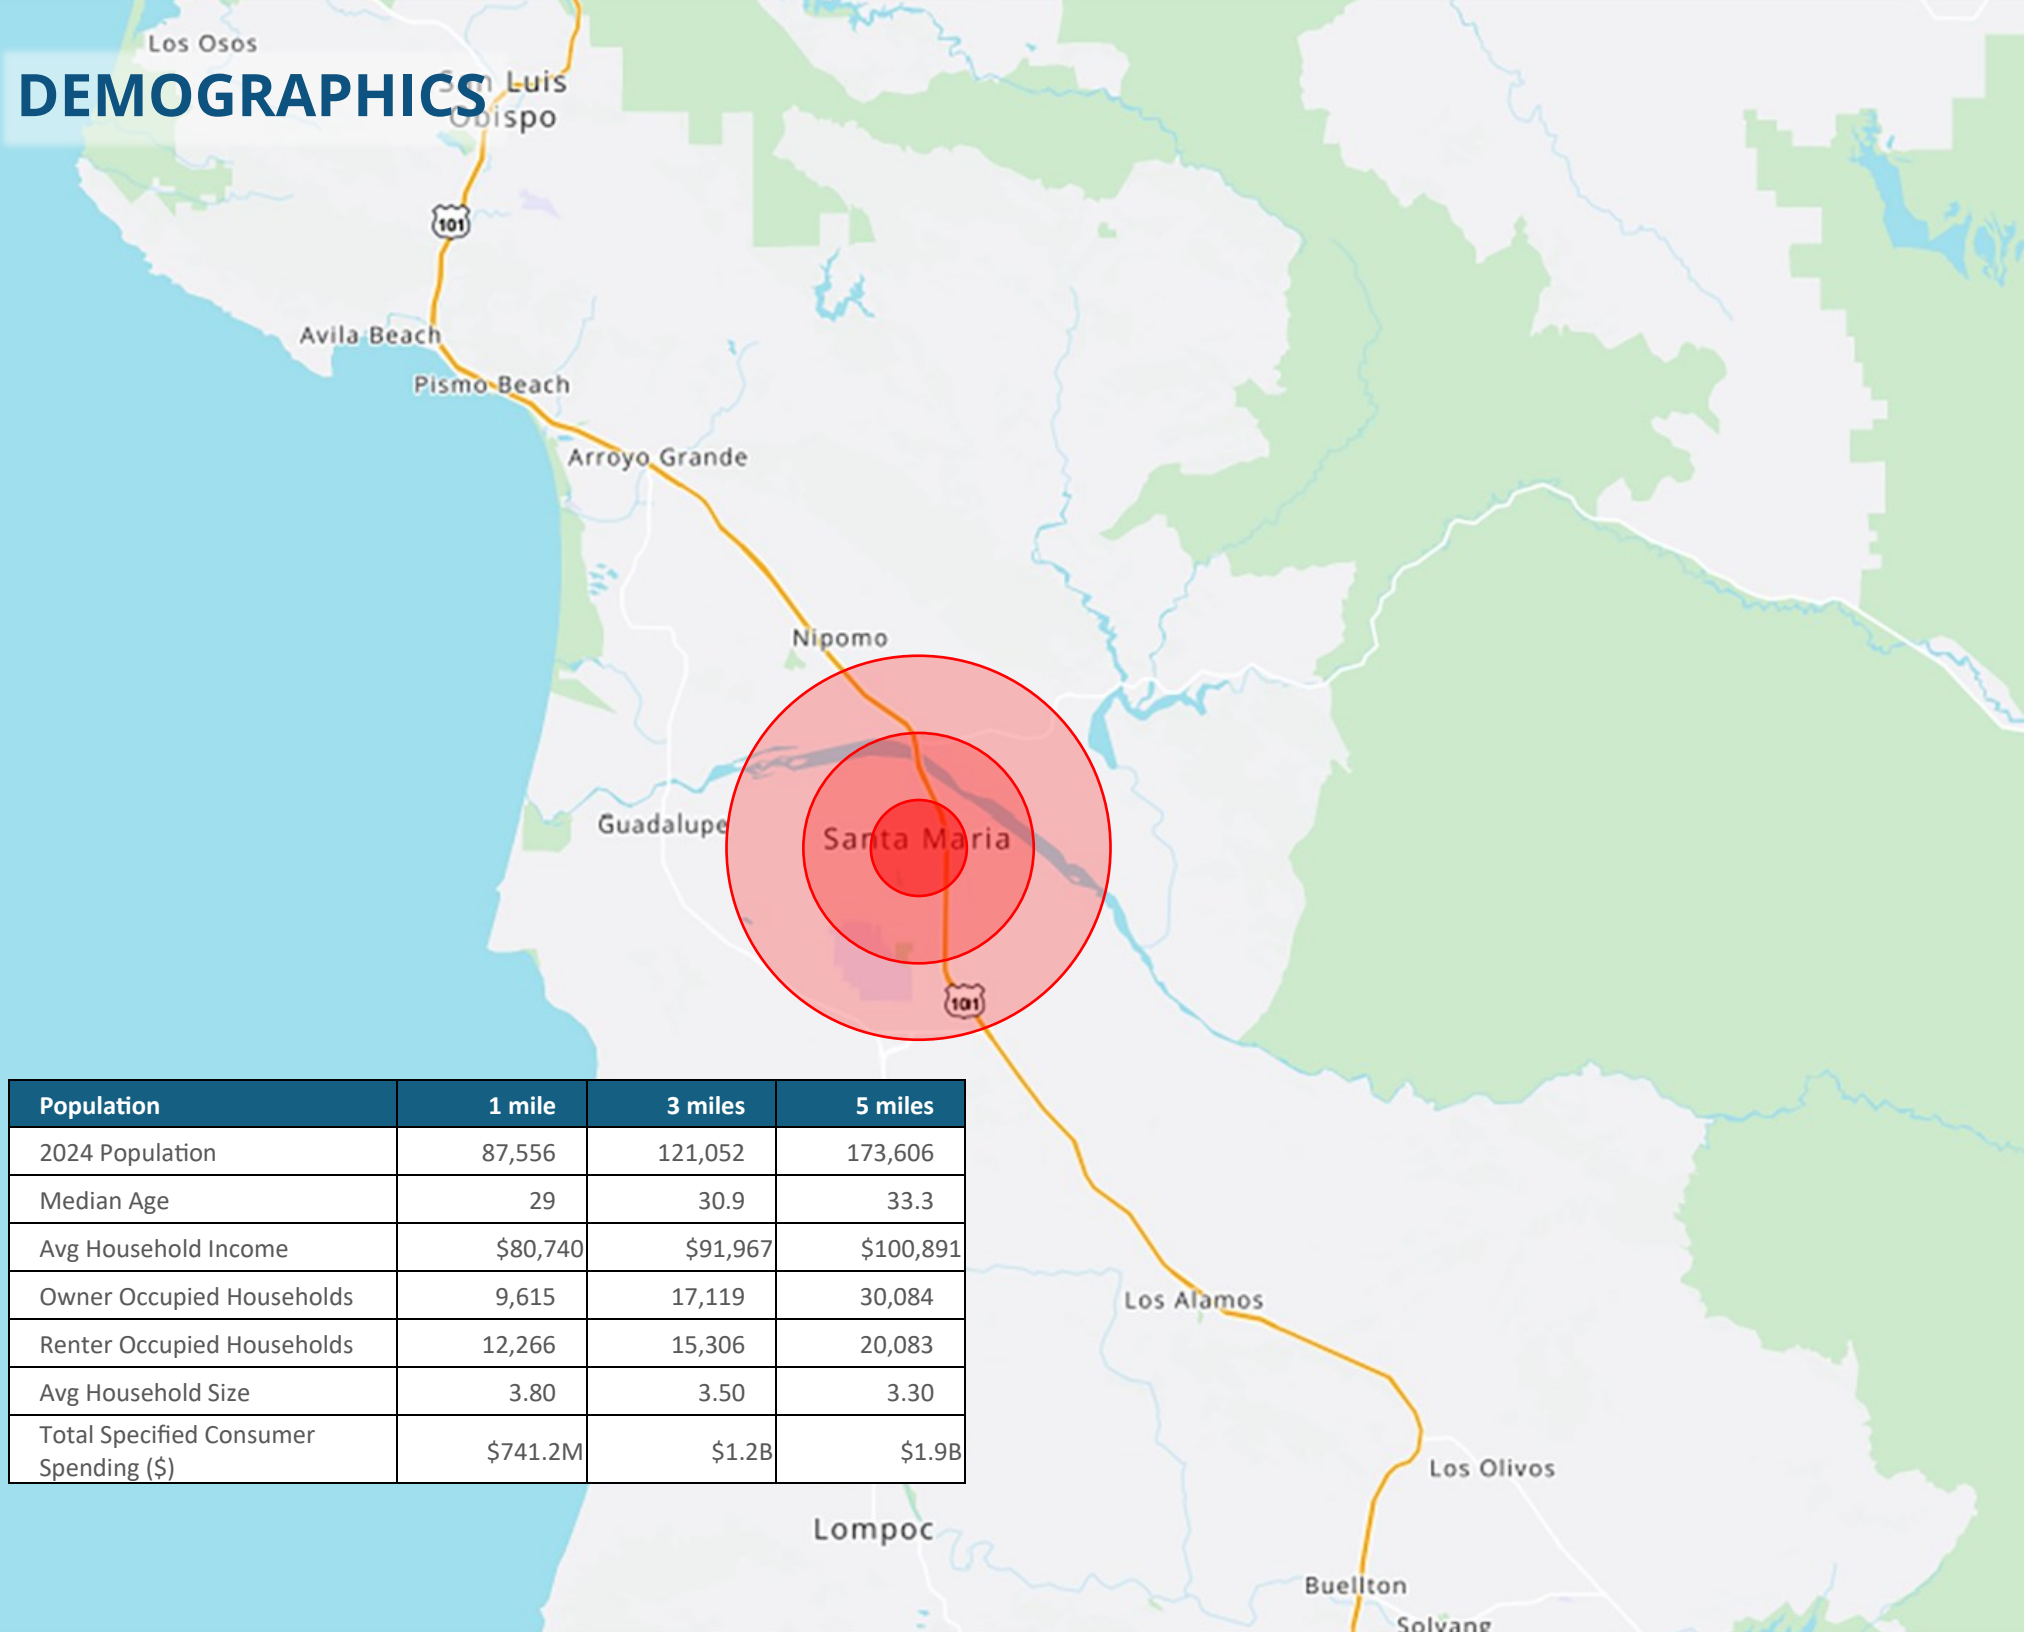 Los Osos
DEMOGRAPHICS
San Luis
Obispo
101
Avila Beach
Pismo Beach
Arroyo Grande
Nipomo
Guadalupe
Santa Maria
101
Population 1 mile 3 miles 5 miles
2024 Population 87,556 121,052 173,606
Median Age 29 30.9 33.3
Avg Household Income $80,740 $91,967 $100,891
Owner Occupied Households 9,615 17,119 30,084
Renter Occupied Households 12,266 15,306 20,083
Avg Household Size 3.80 3.50 3.30
Total Specified Consumer
Spending ($) $741.2M $1.2B $1.9B
Los Alamos
Los Olivos
Lompoc
Buellton
Solvang